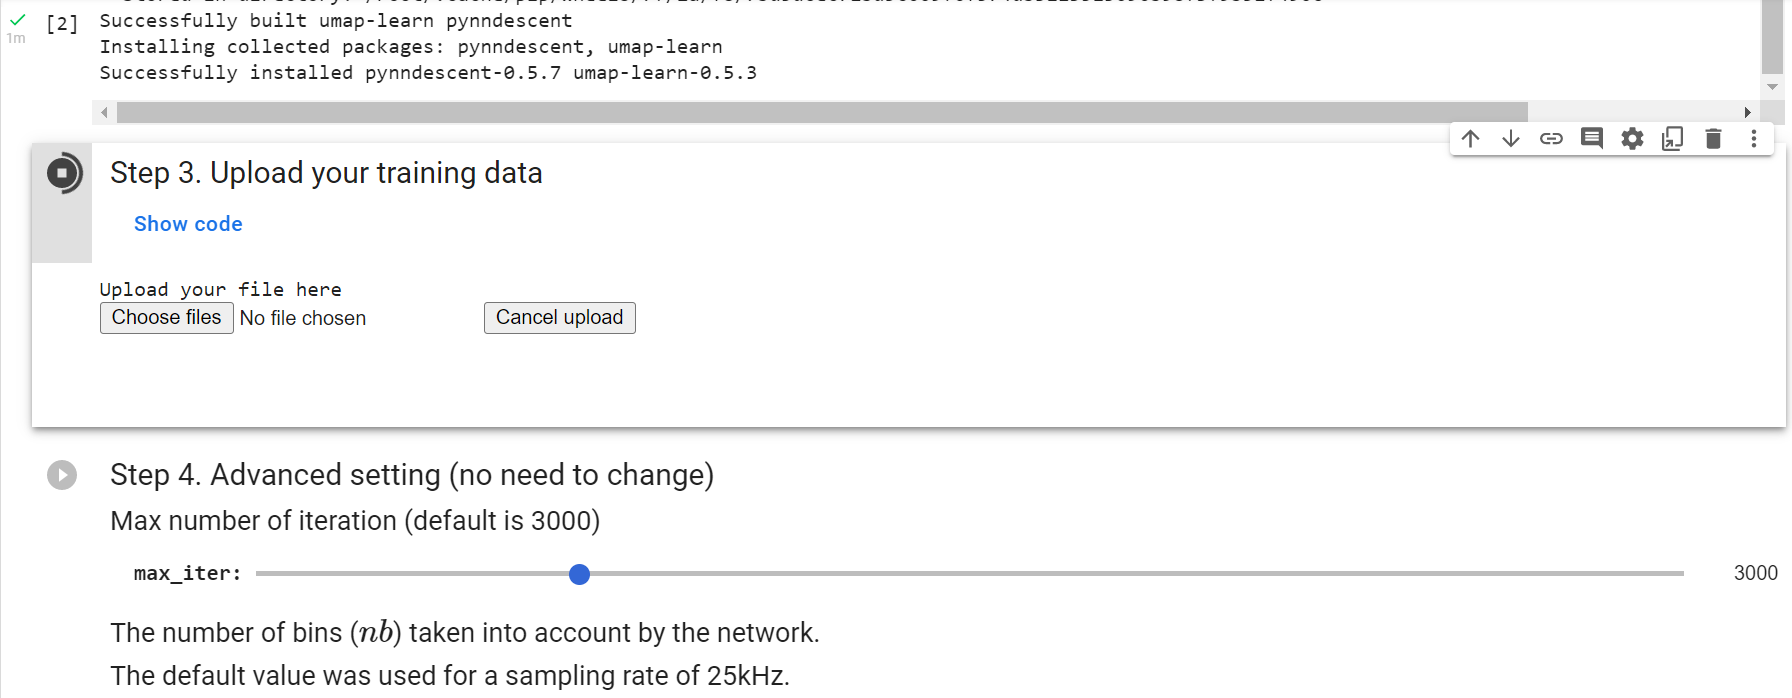 [2] Successfully built umap-learn pynndescent
1m
Installing collected packages: pynndescent, umap-learn
Successfully installed pynndescent-0.5.7 umap-learn-0.5.3
Step 3. Upload your training data
Show code
Upload your file here
Choose files No file chosen Cancel upload
Step 4. Advanced setting (no need to change)
Max number of iteration (default is 3000)
max_iter: 3000
The number of bins (nb) taken into account by the network.
The default value was used for a sampling rate of 25kHz.